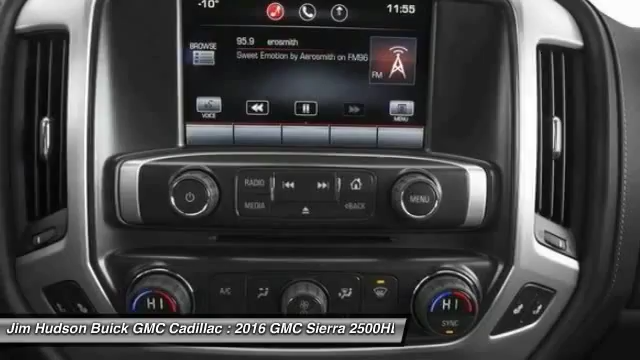 -10° 11:55
BROWSE 95.9 erosmith
Sweet Emotion by Aerosmith on FM96
FM
VOICE MENU
RADIO MENU
MEDIA <BACK
A/C
HI HI
SYNC
Jim Hudson Buick GMC Cadillac : 2016 GMC Sierra 2500HD